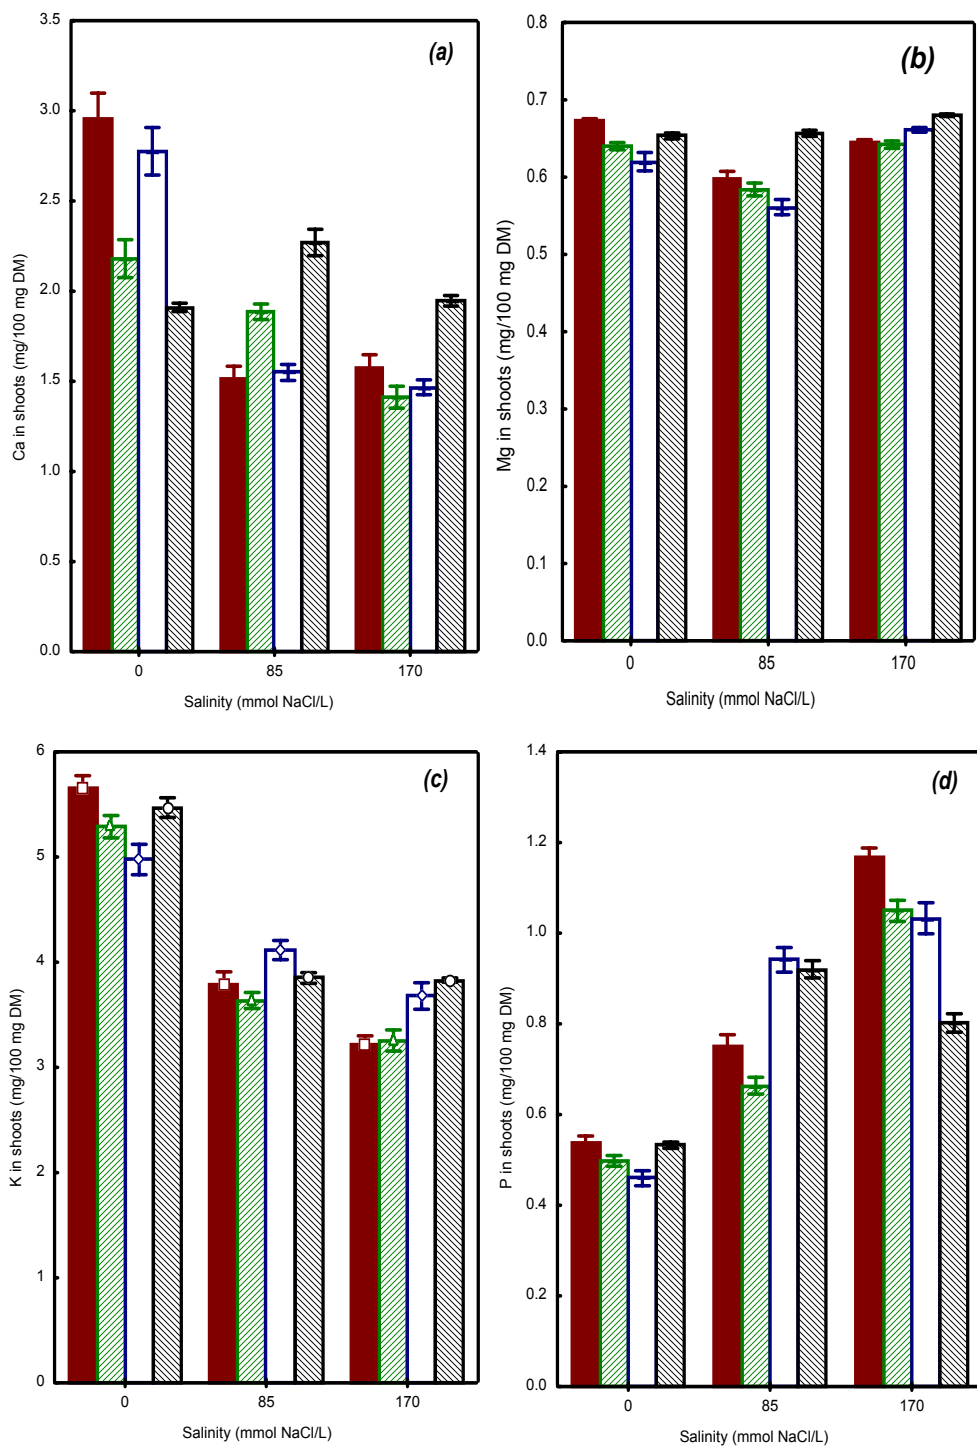 (a)
Ca in shoots (mg/100 mg DM)
3.5
3.0
2.5
2.0
1.5
1.0
0.5
0.0
0 85 170
Salinity (mmol NaCl/L)
(b)
Mg in shoots (mg/100 mg DM)
0.8
0.7
0.6
0.5
0.4
0.3
0.2
0.1
0.0
0 85 170
Salinity (mmol NaCl/L)
(c)
K in shoots (mg/100 mg DM)
6
5
4
3
2
1
0
0 85 170
Salinity (mmol NaCl/L)
(d)
P in shoots (mg/100 mg DM)
1.4
1.2
1.0
0.8
0.6
0.4
0.2
0.0
0 85 170
Salinity (mmol NaCl/L)